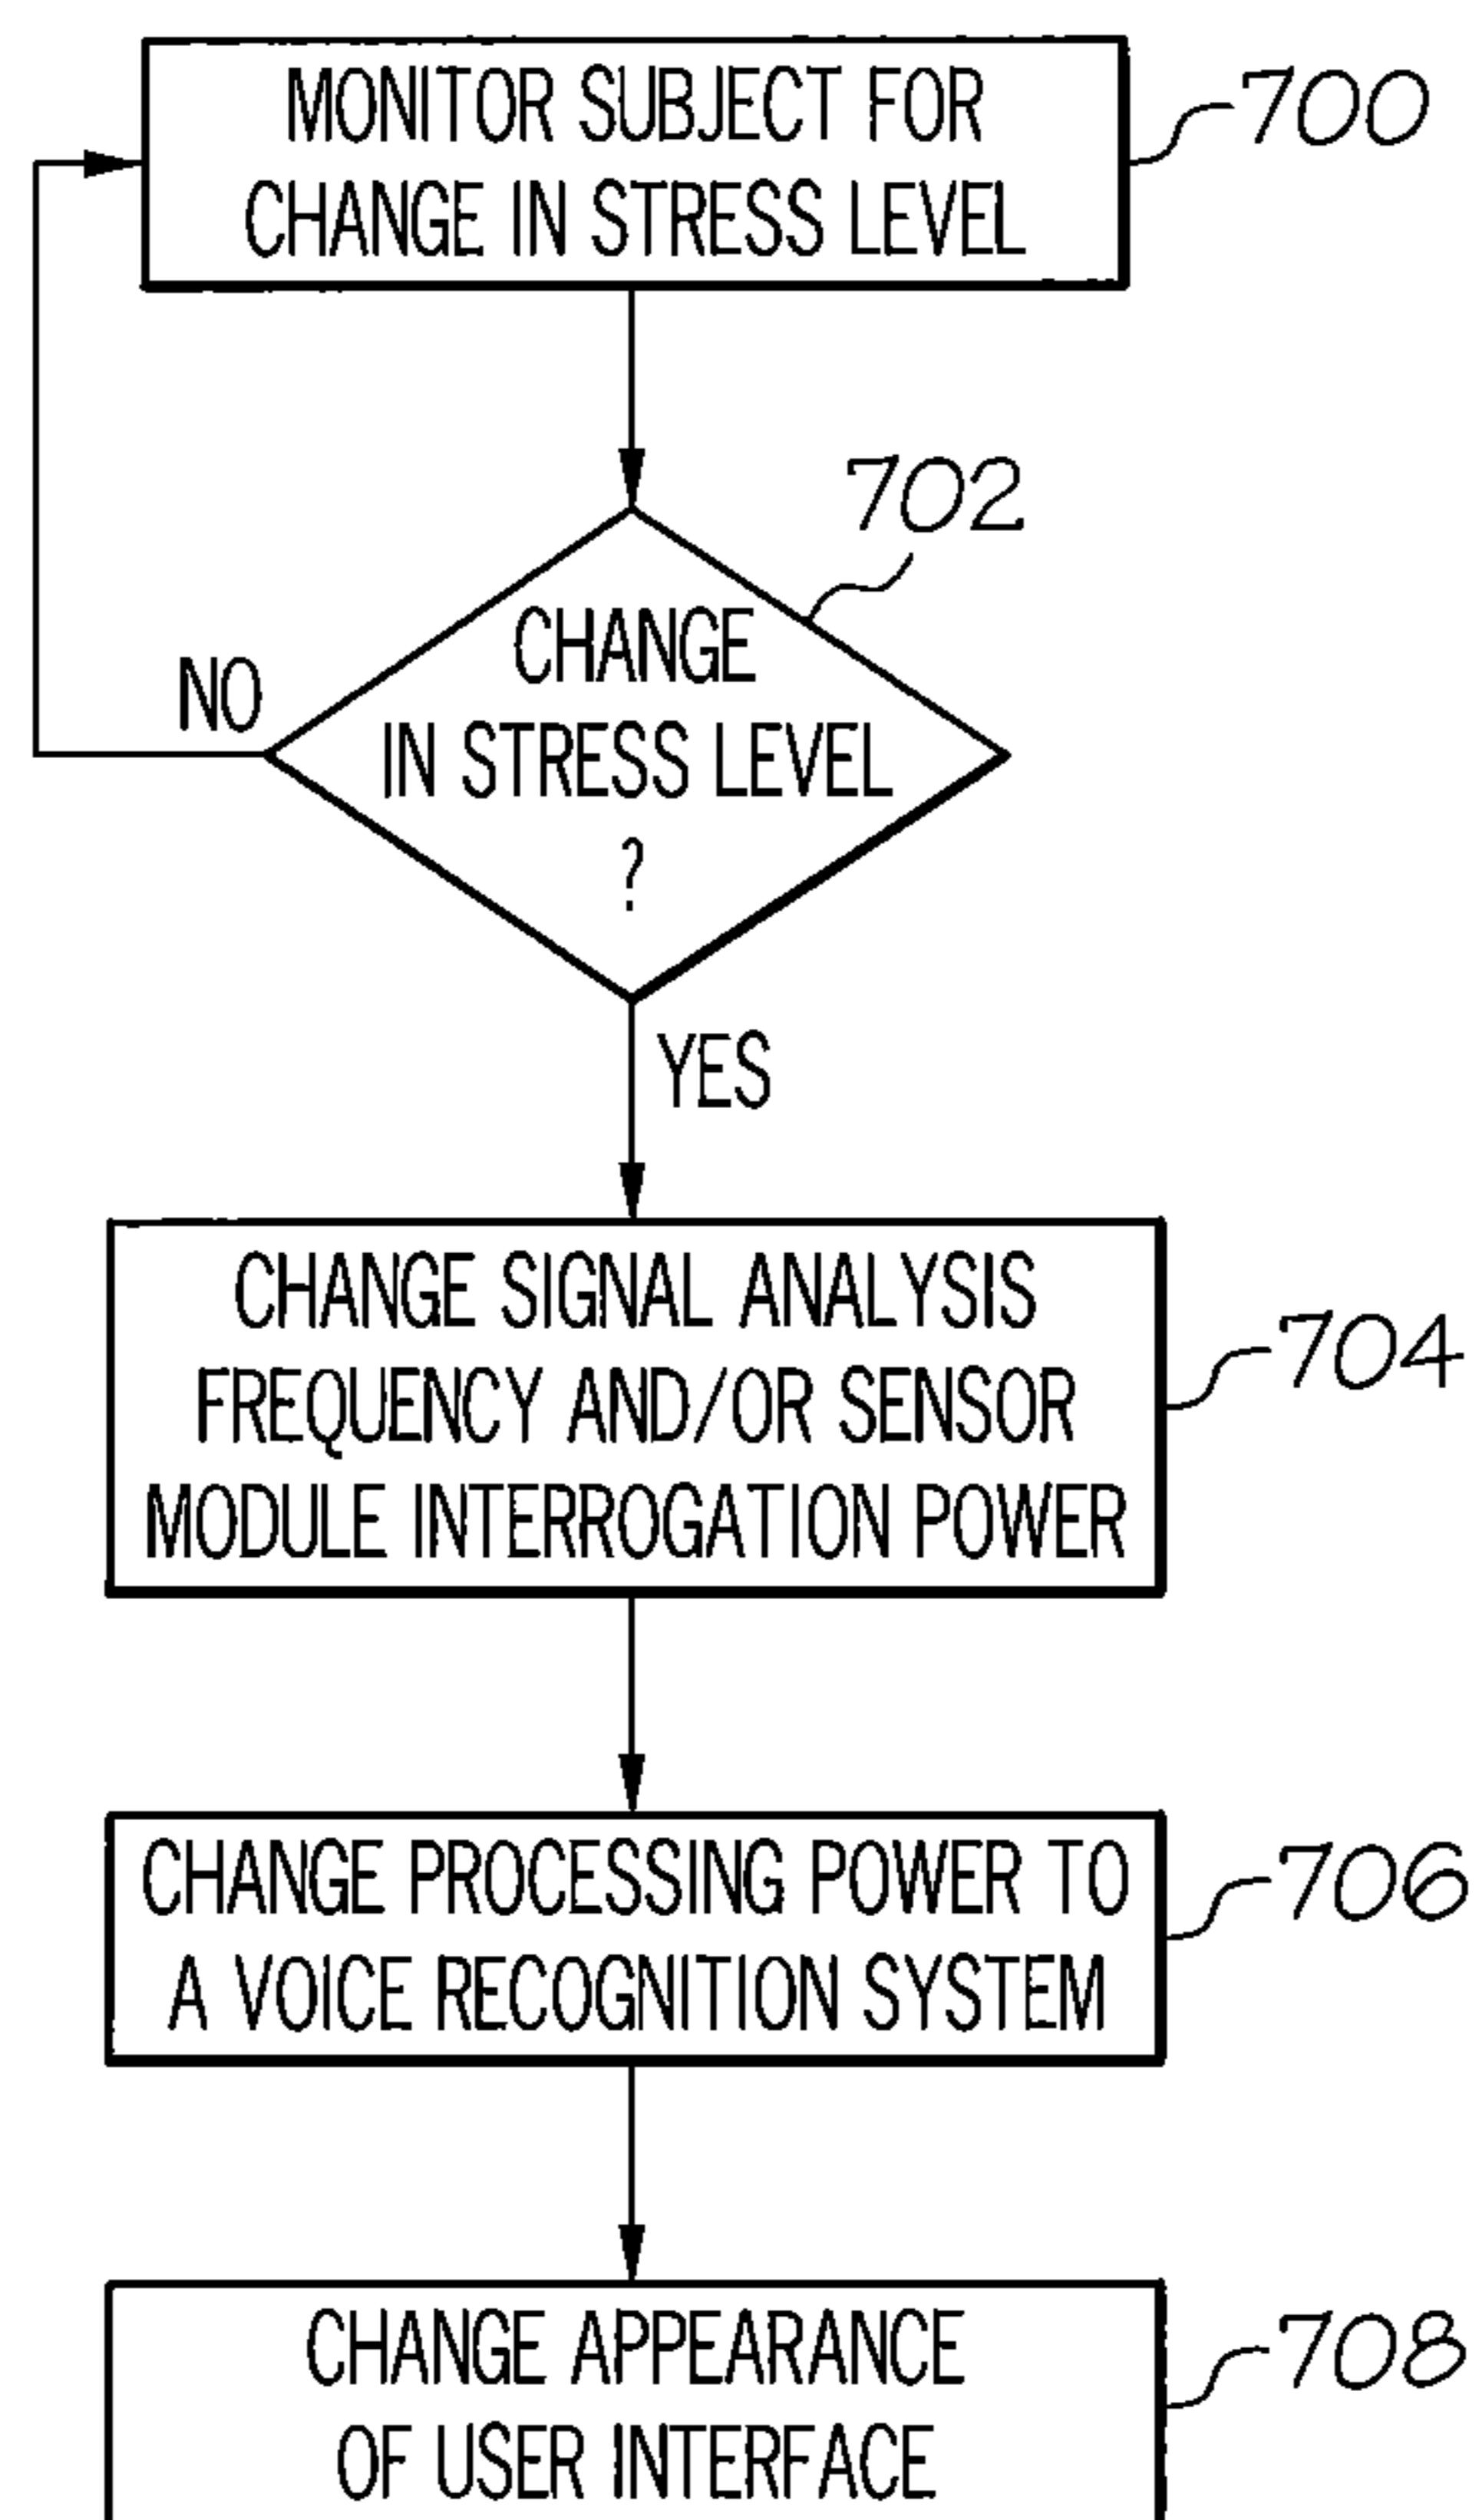 MONITOR SUBJECT FOR
CHANGE IN STRESS LEVEL
700
702
CHANGE
IN STRESS LEVEL
?
NO
YES
CHANGE SIGNAL ANALYSIS
FREQUENCY AND/OR SENSOR
MODULE INTERROGATION POWER
704
CHANGE PROCESSING POWER TO
A VOICE RECOGNITION SYSTEM
706
CHANGE APPEARANCE
OF USER INTERFACE
708